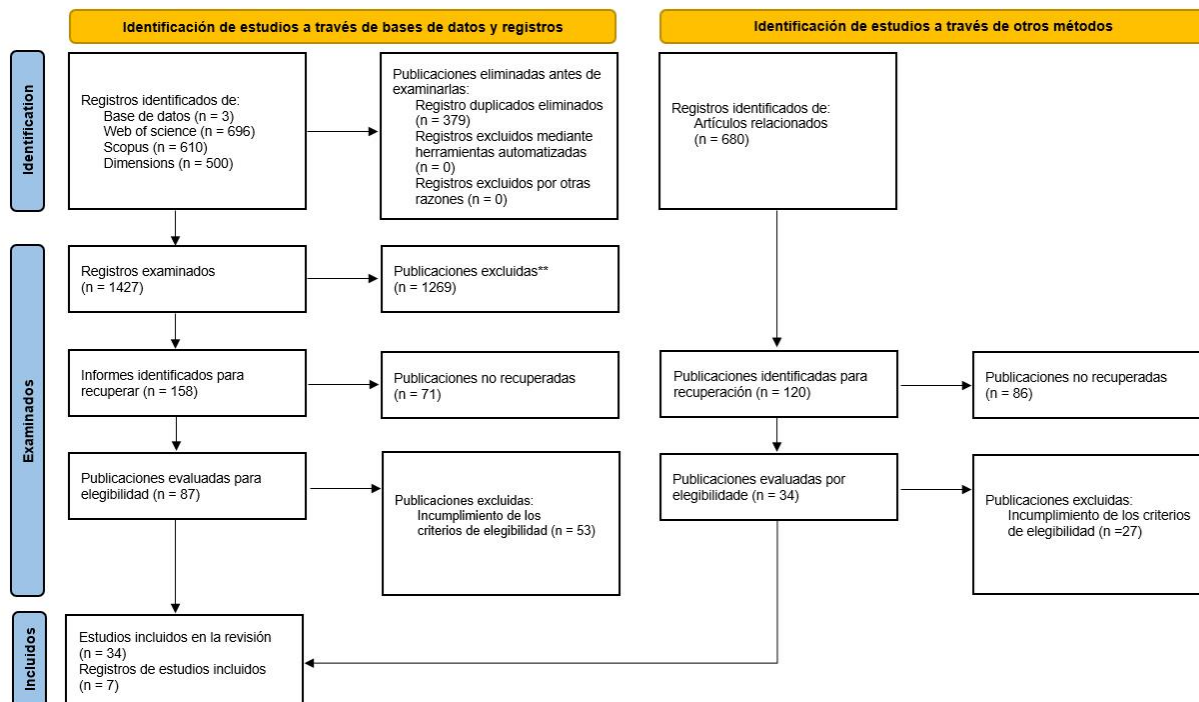 Identificación de estudios a través de bases de datos y registros
Identificación de estudios a través de otros métodos
Identification
Registros identificados de:
Base de datos (n = 3)
Web of science (n = 696)
Scopus (n = 610)
Dimensions (n = 500)
Publicaciones eliminadas antes de
examinarlas:
Registro duplicados eliminados
(n = 379)
Registros excluidos mediante
herramientas automatizadas
(n = 0)
Registros excluidos por otras
razones (n = 0)
Registros identificados de:
Artículos relacionados
(n = 680)
Examinados
Registros examinados
(n = 1427)
Publicaciones excluidas**
(n = 1269)
Informes identificados para
recuperar (n = 158)
Publicaciones no recuperadas
(n = 71)
Publicaciones identificadas para
recuperación (n = 120)
Publicaciones no recuperadas
(n = 86)
Publicaciones evaluadas para
elegibilidad (n = 87)
Publicaciones excluidas:
Incumplimiento de los
criterios de elegibilidad (n = 53)
Publicaciones evaluadas por
elegibilidade (n = 34)
Publicaciones excluidas:
Incumplimiento de los criterios
de elegibilidad (n =27)
Incluidos
Estudios incluidos en la revisión
(n = 34)
Registros de estudios incluidos
(n = 7)